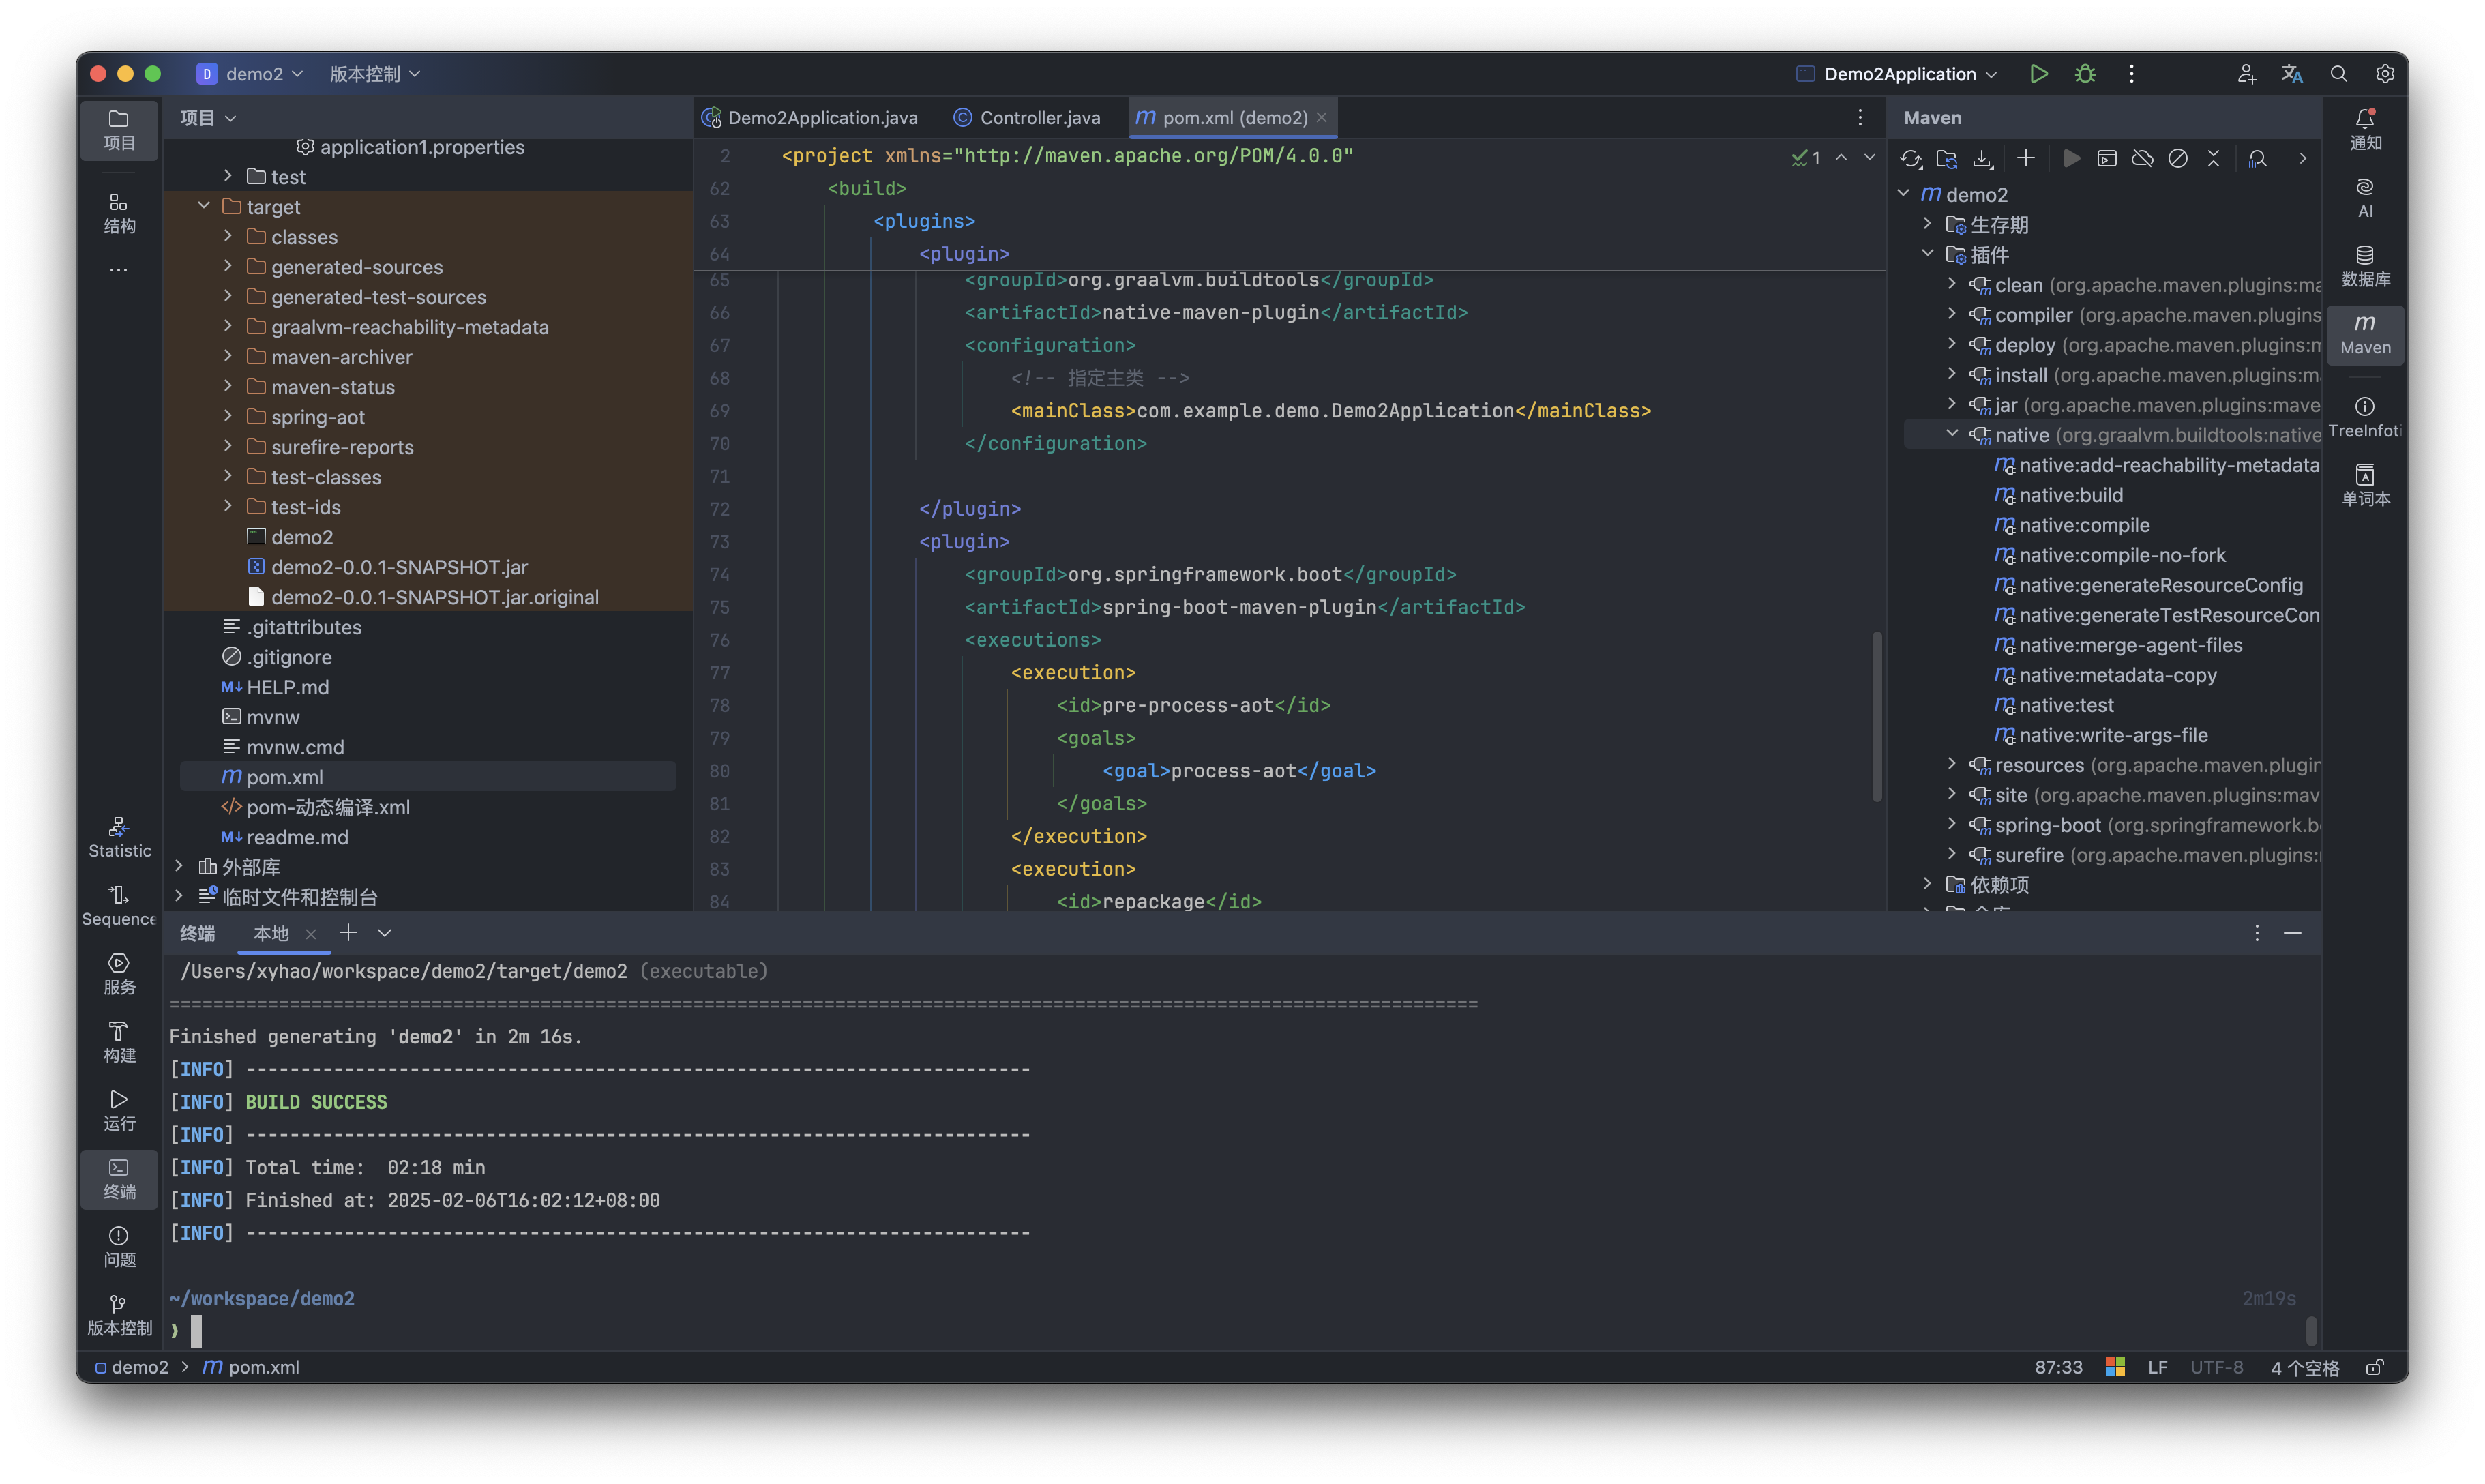 D demo2 版本控制
Demo2Application
项目
结构
Statistic
Sequence
服务
构建
运行
终端
问题
版本控制
项目
application1.properties
test
target
classes
generated-sources
generated-test-sources
graalvm-reachability-metadata
maven-archiver
maven-status
spring-aot
surefire-reports
test-classes
test-ids
demo2
demo2-0.0.1-SNAPSHOT.jar
demo2-0.0.1-SNAPSHOT.jar.original
.gitattributes
.gitignore
HELP.md
mvnw
mvnw.cmd
pom.xml
pom-动态编译.xml
readme.md
外部库
临时文件和控制台
Demo2Application.java Controller.java pom.xml (demo2)
1
2 <project xmlns="http://maven.apache.org/POM/4.0.0"
62 <build>
63 <plugins>
64 <plugin>
65 <groupId>org.graalvm.buildtools</groupId>
66 <artifactId>native-maven-plugin</artifactId>
67 <configuration>
68 <!-- 指定主类 -->
69 <mainClass>com.example.demo.Demo2Application</mainClass>
70 </configuration>
71
72 </plugin>
73 <plugin>
74 <groupId>org.springframework.boot</groupId>
75 <artifactId>spring-boot-maven-plugin</artifactId>
76 <executions>
77 <execution>
78 <id>pre-process-aot</id>
79 <goals>
80 <goal>process-aot</goal>
81 </goals>
82 </execution>
83 <execution>
84 <id>repackage</id>
Maven
demo2
生存期
插件
clean (org.apache.maven.plugins:ma
compiler (org.apache.maven.plugins
deploy (org.apache.maven.plugins:m
install (org.apache.maven.plugins:ma
jar (org.apache.maven.plugins:mave
native (org.graalvm.buildtools:native
native:add-reachability-metadata
native:build
native:compile
native:compile-no-fork
native:generateResourceConfig
native:generateTestResourceCon
native:merge-agent-files
native:metadata-copy
native:test
native:write-args-file
resources (org.apache.maven.plugin
site (org.apache.maven.plugins:mav
spring-boot (org.springframework.b
surefire (org.apache.maven.plugins:
依赖项
通知
AI
数据库
Maven
TreeInfoti
单词本
终端 本地
/Users/xyhao/workspace/demo2/target/demo2 (executable)
========================================================================================================================
Finished generating 'demo2' in 2m 16s.
[INFO] ------------------------------------------------------------------------
[INFO] BUILD SUCCESS
[INFO] ------------------------------------------------------------------------
[INFO] Total time:  02:18 min
[INFO] Finished at: 2025-02-06T16:02:12+08:00
[INFO] ------------------------------------------------------------------------
~/workspace/demo2 2m19s
❯
demo2 > pom.xml
87:33 LF UTF-8 4 个空格